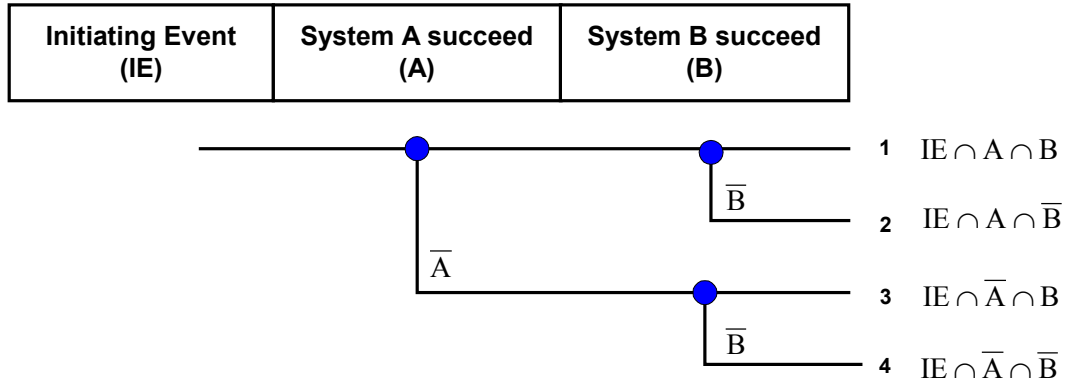 Initiating Event
(IE)
System A succeed
(A)
System B succeed
(B)
1 IE ∩ A ∩ B
B̅
2 IE ∩ A ∩ B̅
A̅
3 IE ∩ A̅ ∩ B
B̅
4 IE ∩ A̅ ∩ B̅